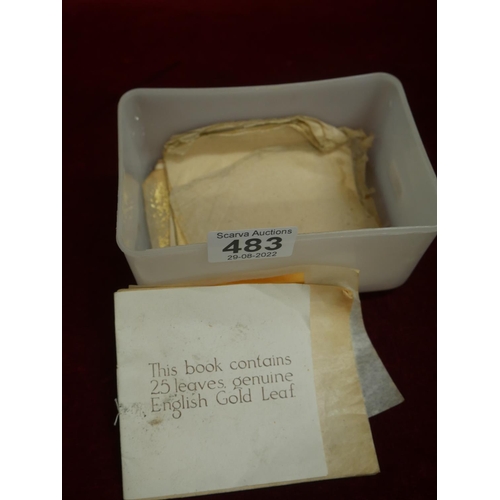 Scarva Auctions
483
29-08-2022
This book contains
25 leaves genuine
English Gold Leaf